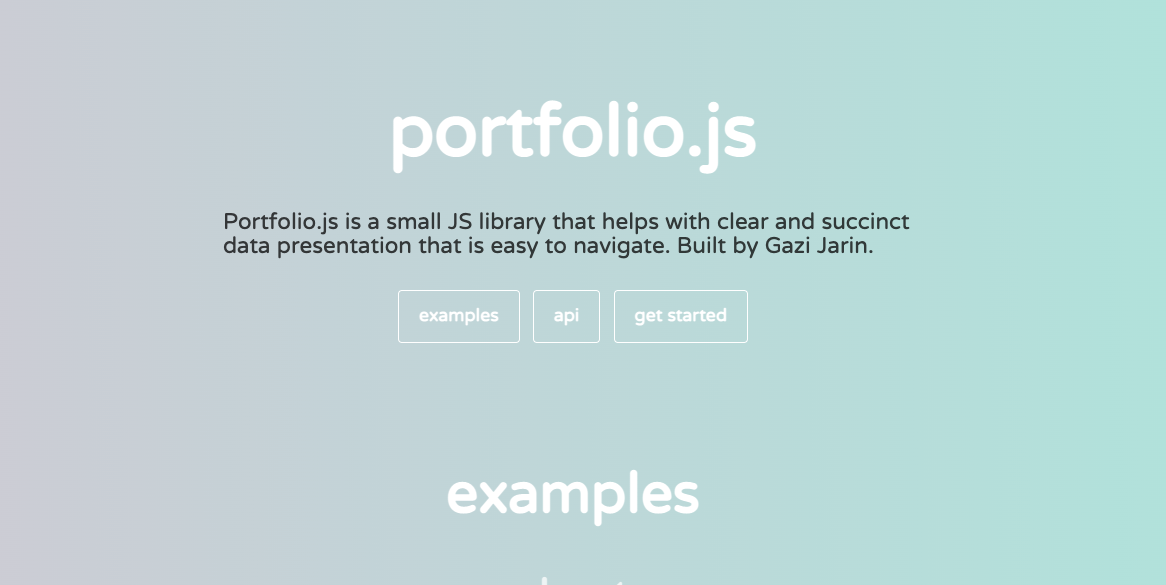 portfolio.js
Portfolio.js is a small JS library that helps with clear and succinct
data presentation that is easy to navigate. Built by Gazi Jarin.
examples
api
get started
examples